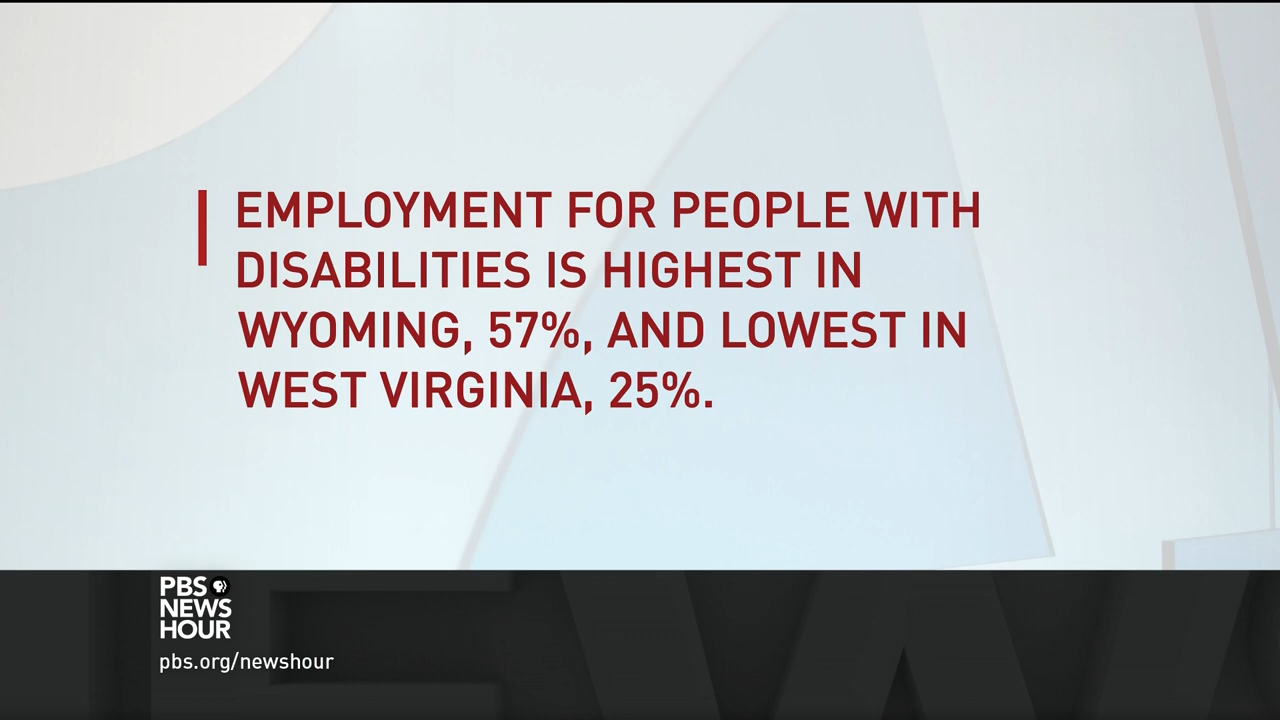 EMPLOYMENT FOR PEOPLE WITH
DISABILITIES IS HIGHEST IN
WYOMING, 57%, AND LOWEST IN
WEST VIRGINIA, 25%.
PBS
NEWS
HOUR
pbs.org/newshour